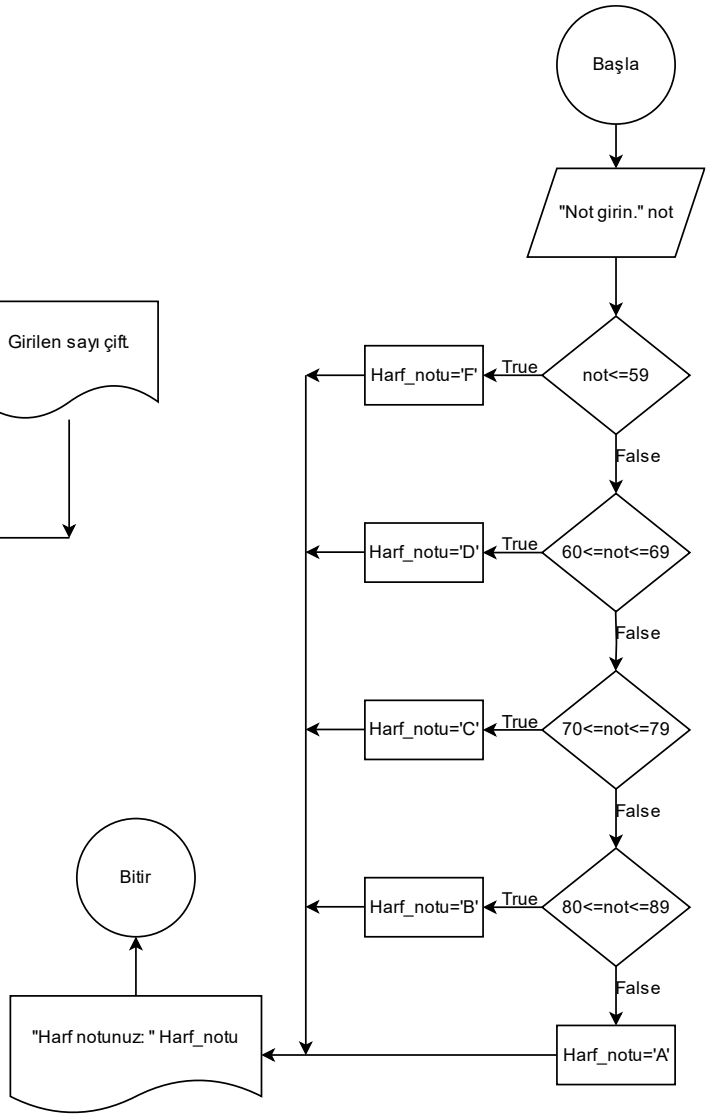 Başla
"Not girin." not
Girilen sayı çift.
not<=59
True
Harf_notu='F'
False
60<=not<=69
True
Harf_notu='D'
False
70<=not<=79
True
Harf_notu='C'
False
80<=not<=89
True
Harf_notu='B'
False
Harf_notu='A'
"Harf notunuz: " Harf_notu
Bitir